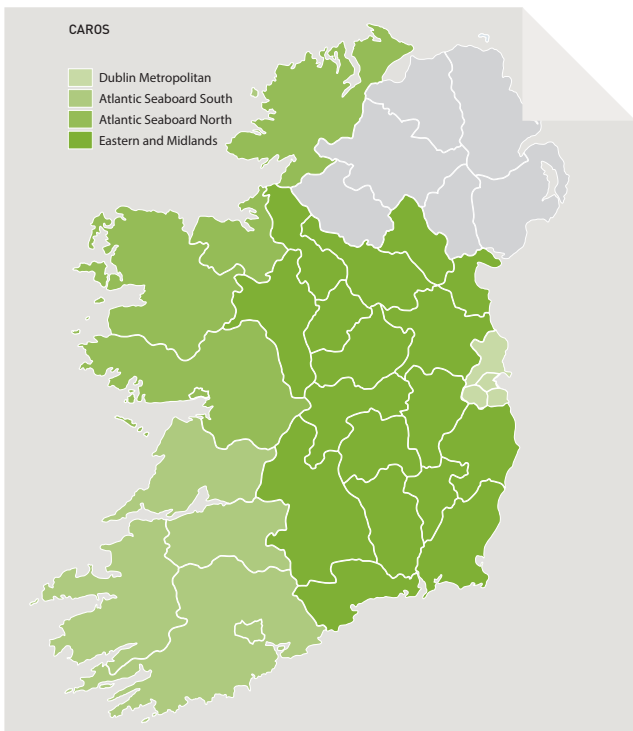 CAROS
Dublin Metropolitan
Atlantic Seaboard South
Atlantic Seaboard North
Eastern and Midlands